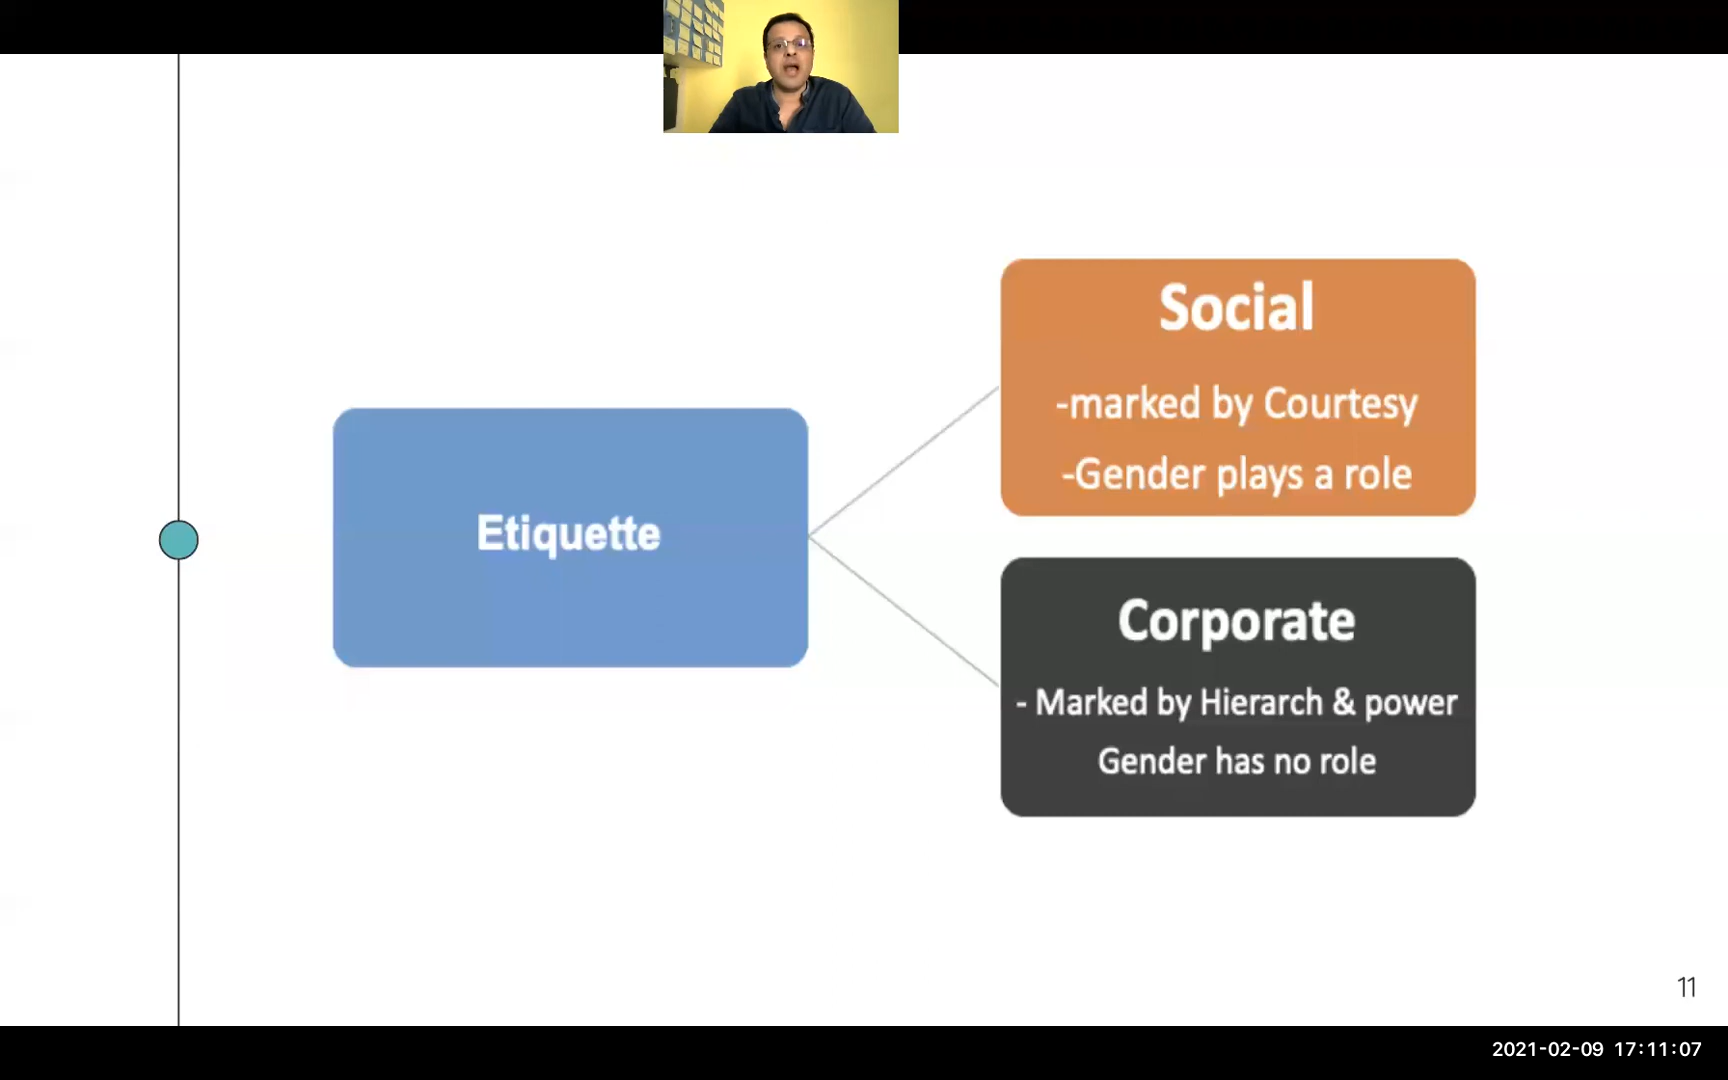 Etiquette
Social
-marked by Courtesy
-Gender plays a role
Corporate
- Marked by Hierarch & power
Gender has no role
11
2021-02-09 17:11:07